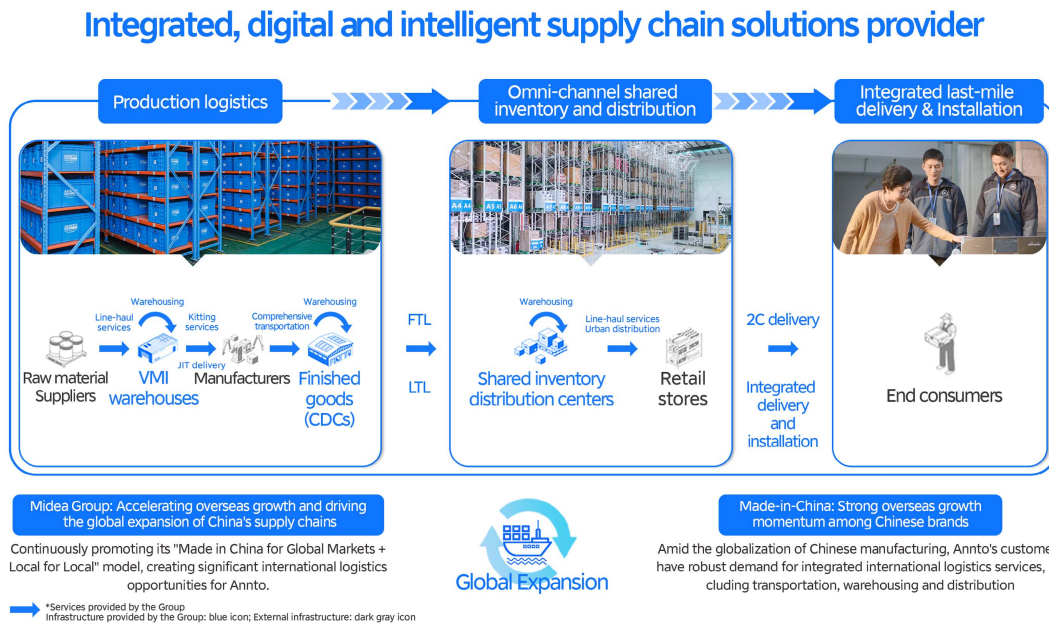 Integrated, digital and intelligent supply chain solutions provider
Production logistics
Omni-channel shared
inventory and distribution
Integrated last-mile
delivery & Installation
A4 A4 A5 A5 A6 A6
Warehousing
Line-haul
services
Kitting
services
JIT delivery
Comprehensive
transportation
Warehousing
Raw material
Suppliers
VMI
warehouses
Manufacturers
Finished
goods
(CDCs)
FTL
LTL
Warehousing
Line-haul services
Urban distribution
Shared inventory
distribution centers
Retail
stores
2C delivery
Integrated
delivery
and
installation
End consumers
Midea Group: Accelerating overseas growth and driving
the global expansion of China's supply chains
Continuously promoting its "Made in China for Global Markets +
Local for Local" model, creating significant international logistics
opportunities for Annto.
Global Expansion
Made-in-China: Strong overseas growth
momentum among Chinese brands
Amid the globalization of Chinese manufacturing, Annto's custome
have robust demand for integrated international logistics services,
cluding transportation, warehousing and distribution
*Services provided by the Group
Infrastructure provided by the Group: blue icon; External infrastructure: dark gray icon